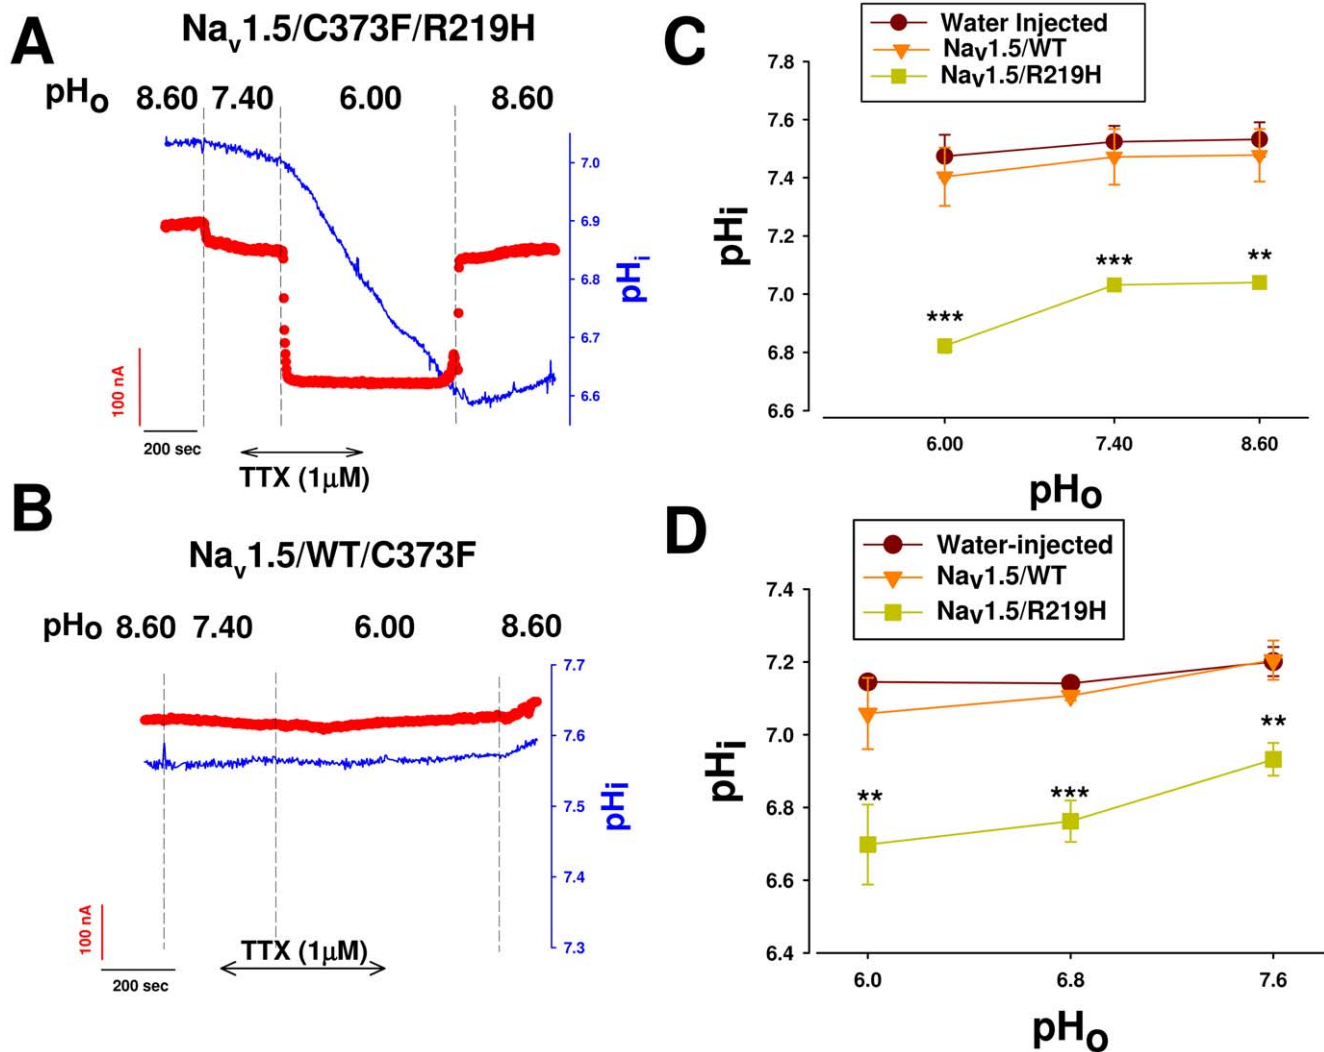 A
Nav1.5/C373F/R219H
pHO
8.60 7.40 6.00 8.60
7.0
6.9
6.8
6.7
6.6
pHi
100 nA
200 sec
TTX (1μM)
B
Nav1.5/WT/C373F
pHO 8.60 7.40 6.00 8.60
7.7
7.6
7.5
7.4
7.3
pHi
100 nA
200 sec
TTX (1μM)
C
Water Injected
Nav1.5/WT
Nav1.5/R219H
7.8
7.6
7.4
7.2
7.0
6.8
6.6
pHi
***
***
**
6.00 7.40 8.60
pHO
D
Water-injected
Nav1.5/WT
Nav1.5/R219H
7.4
7.2
7.0
6.8
6.6
6.4
pHi
**
***
**
6.0 6.8 7.6
pHO